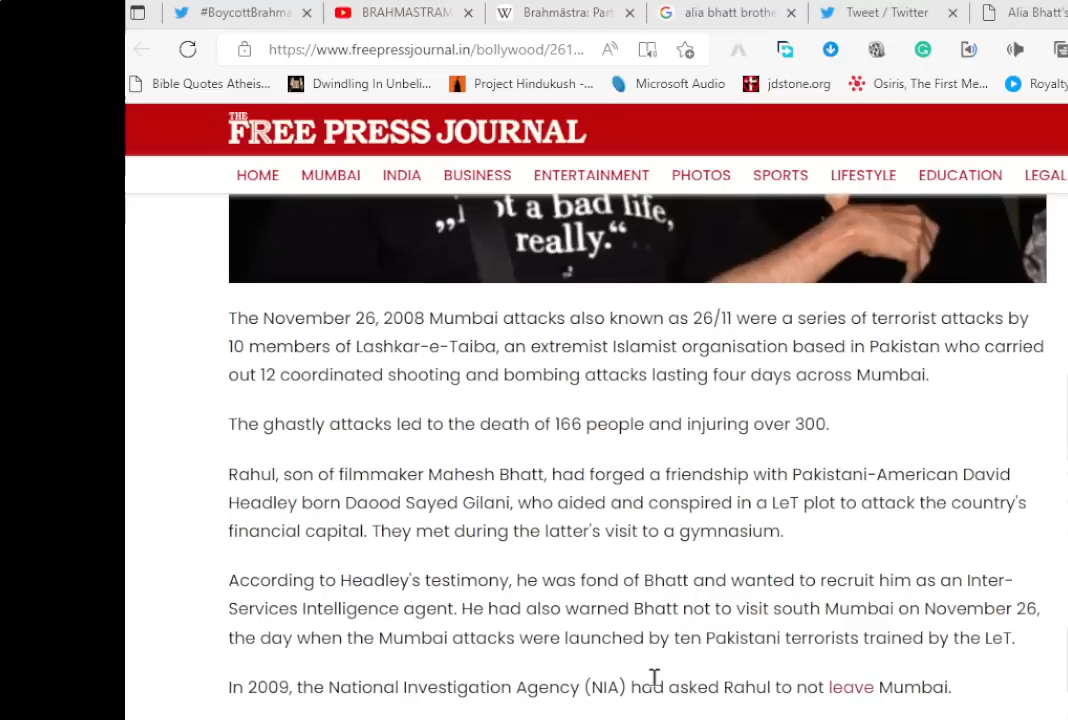 #BoycottBrahma BRAHMASTRAM Brahmāstra: Part alia bhatt brothe Tweet / Twitter Alia Bhatt's
https://www.freepressjournal.in/bollywood/261...
Bible Quotes Atheis... Dwindling In Unbeli... Project Hindukush -... Microsoft Audio jdstone.org Osiris, The First Me... Royalty
THE
FREE PRESS JOURNAL
HOME MUMBAI INDIA BUSINESS ENTERTAINMENT PHOTOS SPORTS LIFESTYLE EDUCATION LEGAL
a bad life,
really.“
The November 26, 2008 Mumbai attacks also known as 26/11 were a series of terrorist attacks by
10 members of Lashkar-e-Taiba, an extremist Islamist organisation based in Pakistan who carried
out 12 coordinated shooting and bombing attacks lasting four days across Mumbai.
The ghastly attacks led to the death of 166 people and injuring over 300.
Rahul, son of filmmaker Mahesh Bhatt, had forged a friendship with Pakistani-American David
Headley born Daood Sayed Gilani, who aided and conspired in a LeT plot to attack the country's
financial capital. They met during the latter's visit to a gymnasium.
According to Headley's testimony, he was fond of Bhatt and wanted to recruit him as an Inter-
Services Intelligence agent. He had also warned Bhatt not to visit south Mumbai on November 26,
the day when the Mumbai attacks were launched by ten Pakistani terrorists trained by the LeT.
In 2009, the National Investigation Agency (NIA) had asked Rahul to not leave Mumbai.